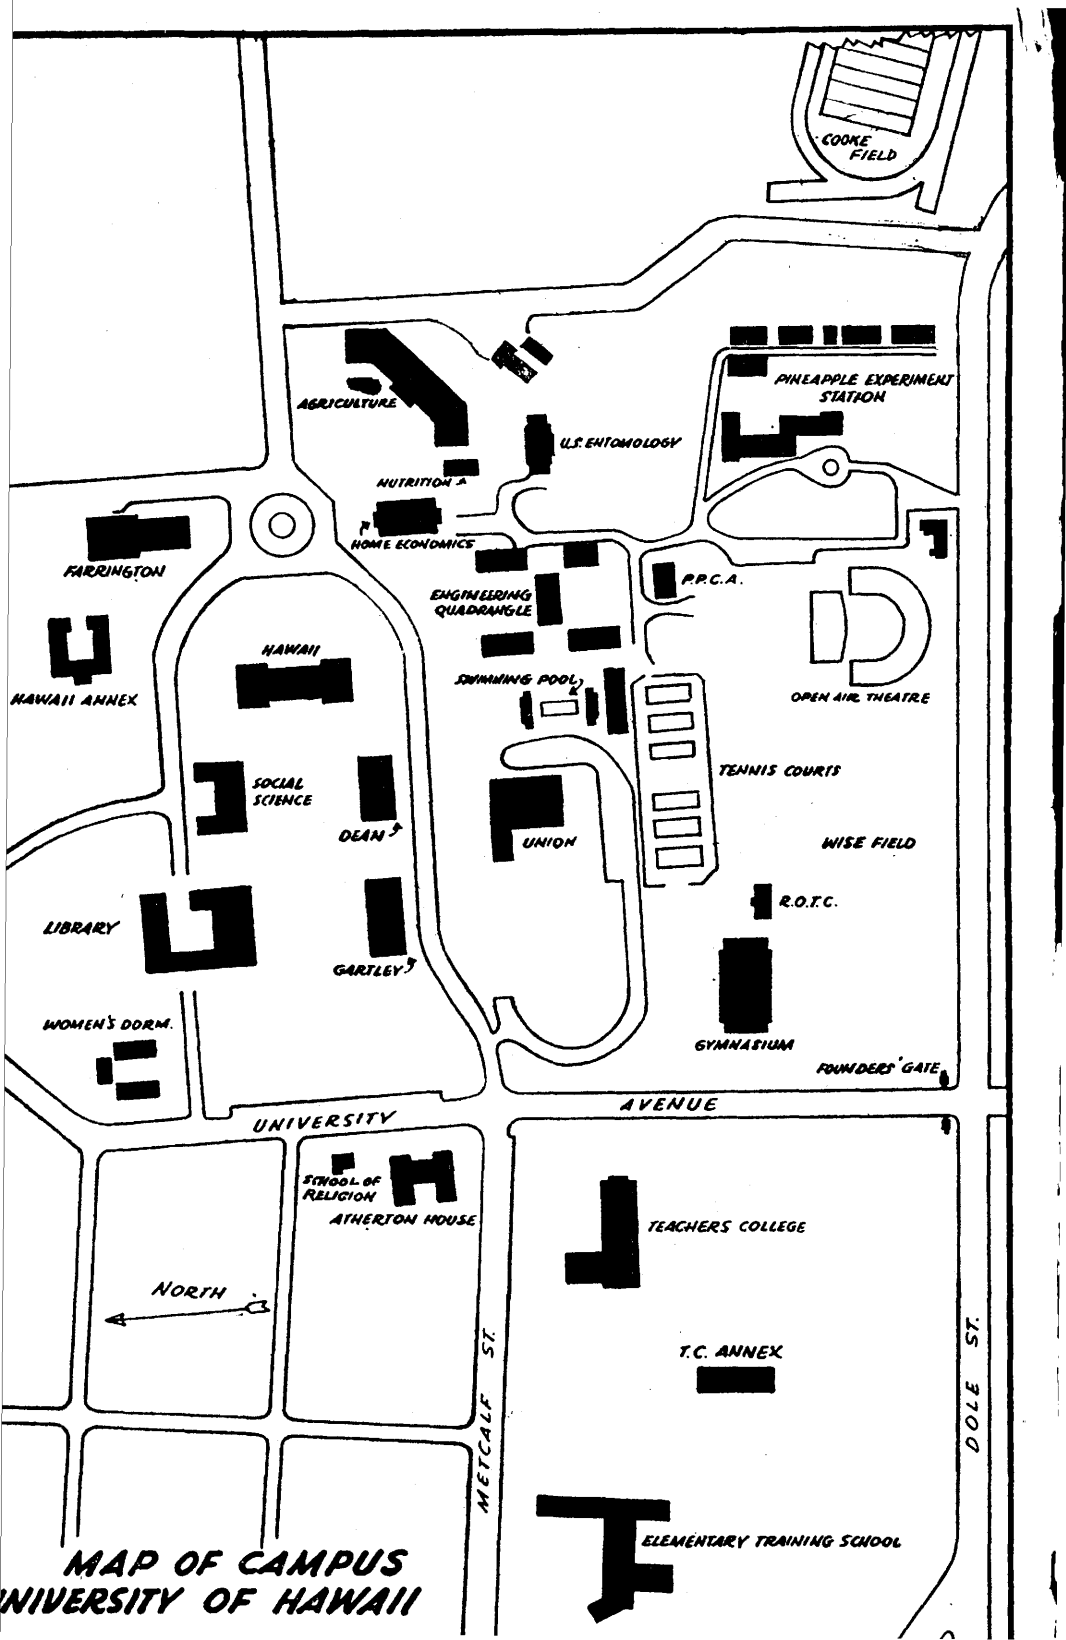 COOKE
FIELD
PINEAPPLE EXPERIMENT
STATION
AGRICULTURE
U.S. ENTOMOLOGY
NUTRITION
HOME ECONOMICS
FARRINGTON
ENGINEERING
QUADRANGLE
P.P.C.A.
HAWAII
HAWAII ANNEX
SWIMMING POOL
OPEN AIR THEATRE
SOCIAL
SCIENCE
TENNIS COURTS
DEAN
UNION
WISE FIELD
LIBRARY
R.O.T.C.
GARTLEY
WOMEN'S DORM.
GYMNASIUM
FOUNDERS' GATE
UNIVERSITY AVENUE
SCHOOL OF
RELIGION
ATHERTON HOUSE
TEACHERS COLLEGE
NORTH
T.C. ANNEX
METCALF ST.
DOLE ST.
ELEMENTARY TRAINING SCHOOL
MAP OF CAMPUS
UNIVERSITY OF HAWAII